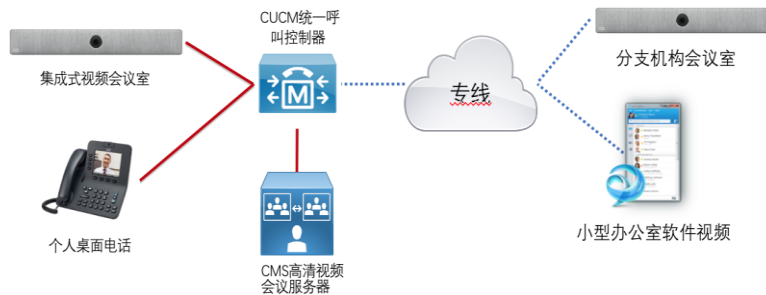 CUCM统一呼
叫控制器
集成式视频会议室
专线
分支机构会议室
M
个人桌面电话
小型办公室软件视频
CMS高清视频
会议服务器